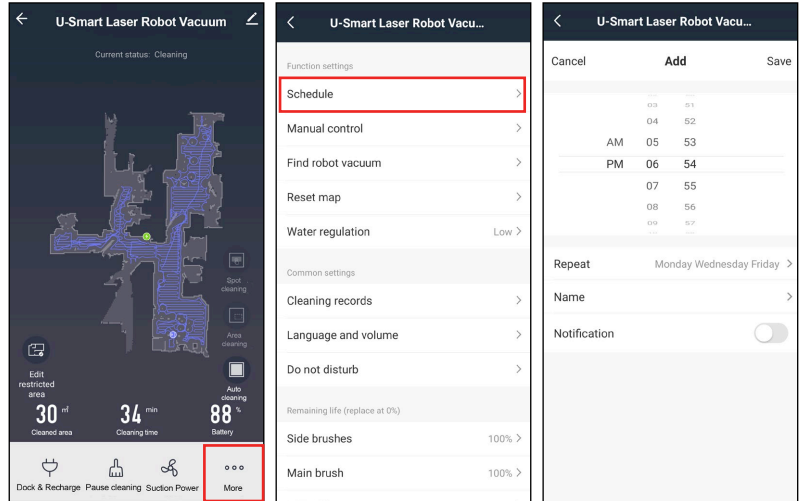 U-Smart Laser Robot Vacuum
Current status: Cleaning
Spot
cleaning
Area
cleaning
Edit
restricted
area
Auto
cleaning
30 ㎡
Cleaned area
34 min
Cleaning time
88 %
Battery
Dock & Recharge
Pause cleaning
Suction Power
More
U-Smart Laser Robot Vacu...
Function settings
Schedule
Manual control
Find robot vacuum
Reset map
Water regulation Low
Common settings
Cleaning records
Language and volume
Do not disturb
Remaining life (replace at 0%)
Side brushes 100%
Main brush 100%
U-Smart Laser Robot Vacu...
Cancel Add Save
03 51
04 52
AM 05 53
PM 06 54
07 55
08 56
09 57
Repeat Monday Wednesday Friday
Name
Notification